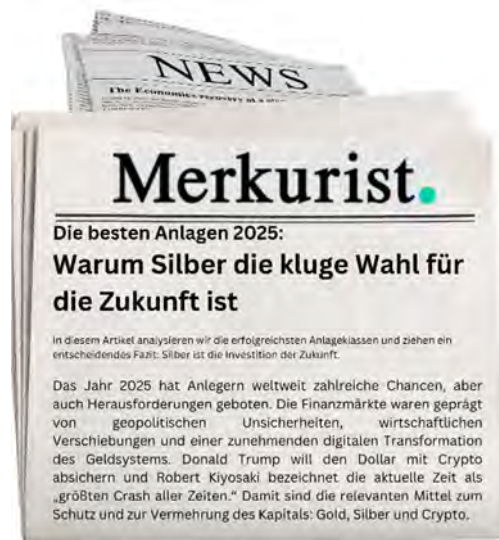 NEWS
The Economics recovery at a
Merkurist.
Die besten Anlagen 2025:
Warum Silber die kluge Wahl für
die Zukunft ist
In diesem Artikel analysieren wir die erfolgreichsten Anlageklassen und ziehen ein
entscheidendes Fazit: Silber ist die Investition der Zukunft.
Das Jahr 2025 hat Anlegern weltweit zahlreiche Chancen, aber
auch Herausforderungen geboten. Die Finanzmärkte waren geprägt
von geopolitischen Unsicherheiten, wirtschaftlichen
Verschiebungen und einer zunehmenden digitalen Transformation
des Geldsystems. Donald Trump will den Dollar mit Crypto
absichern und Robert Kiyosaki bezeichnet die aktuelle Zeit als
„größten Crash aller Zeiten.“ Damit sind die relevanten Mittel zum
Schutz und zur Vermehrung des Kapitals: Gold, Silber und Crypto.